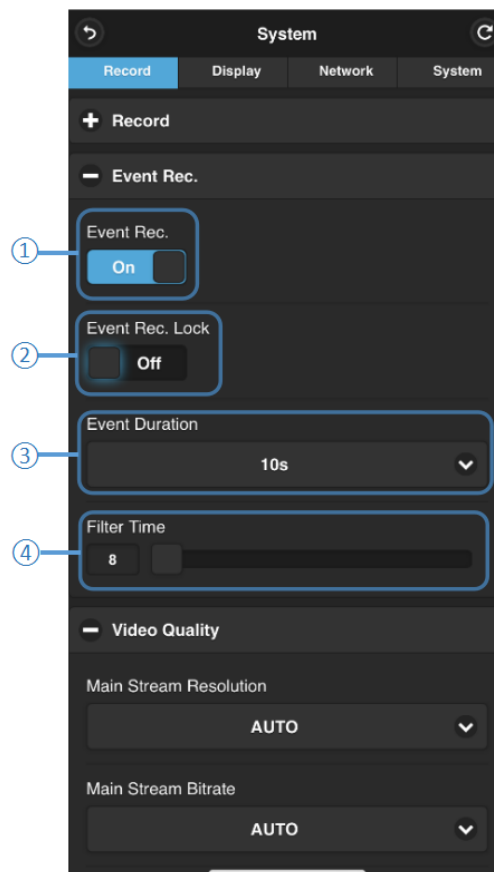 System
Record Display Network System
Record
Event Rec.
Event Rec.
① On
Event Rec. Lock
② Off
Event Duration
③ 10s
Filter Time
④ 8
Video Quality
Main Stream Resolution
AUTO
Main Stream Bitrate
AUTO